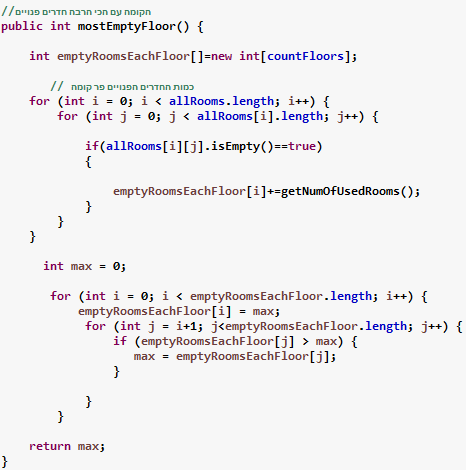 //הקומה עם הכי הרבה חדרים פנויים
public int mostEmptyFloor() {
int emptyRoomsEachFloor[]=new int[countFloors];
// כמות החדרים הפנויים פר קומה
for (int i = 0; i < allRooms.length; i++) {
for (int j = 0; j < allRooms[i].length; j++) {
if(allRooms[i][j].isEmpty()==true)
{
emptyRoomsEachFloor[i]+=getNumOfUsedRooms();
}
}
}
int max = 0;
for (int i = 0; i < emptyRoomsEachFloor.length; i++) {
emptyRoomsEachFloor[i] = max;
for (int j = i+1; j<emptyRoomsEachFloor.length; j++) {
if (emptyRoomsEachFloor[j] > max) {
max = emptyRoomsEachFloor[j];
}
}
}
return max;
}